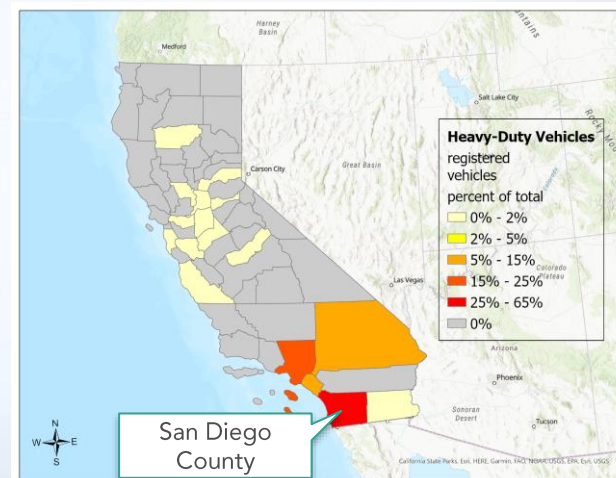 Harney
Basin
Medford
Salt Lake City
Heavy-Duty Vehicles
registered
vehicles
percent of total
0% - 2%
2% - 5%
5% - 15%
15% - 25%
25% - 65%
0%
Carson City
Great Basin
Las Vegas
Colorado
Plateau
Arizona
Phoenix
Sonoran
Desert
Tucson
N
W E
S
San Diego
County
California State Parks, Esri, HERE, Garmin, FAO, NOAA, USGS, EPA, Esri, USGS